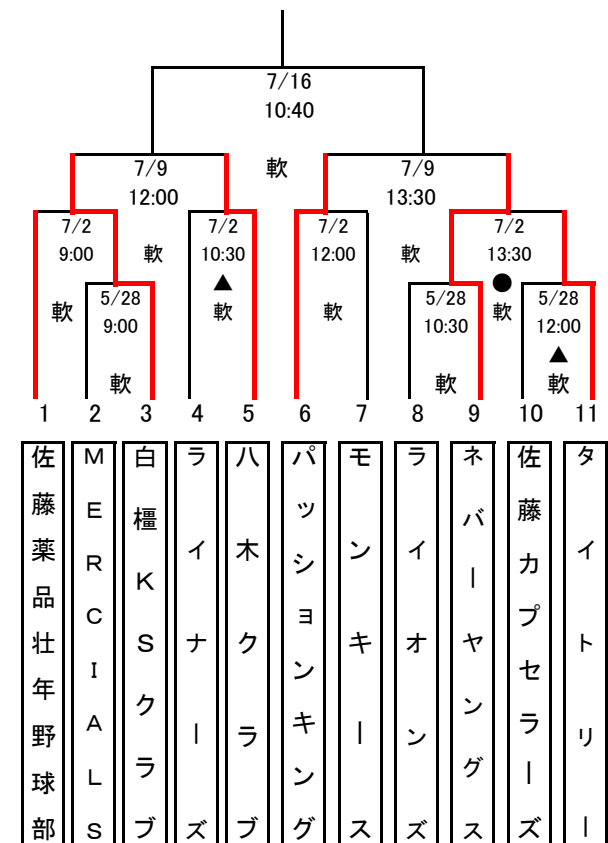 7/16
10:40
7/9
軟
7/9
12:00
13:30
7/2
7/2
7/2
7/2
9:00
軟
10:30
12:00
軟
13:30
▲
●
5/28
5/28
5/28
軟
軟
軟
軟
9:00
10:30
12:00
▲
軟
軟
軟
1 2 3 4 5 6 7 8 9 10 11
佐藤薬品壮年野球部
MERCIALS
白橿KSクラブ
ライナーズ
八木クラブ
パッションキング
モンキース
ライオンズ
ネバーヤングス
佐藤カプセラーズ
タイトリー